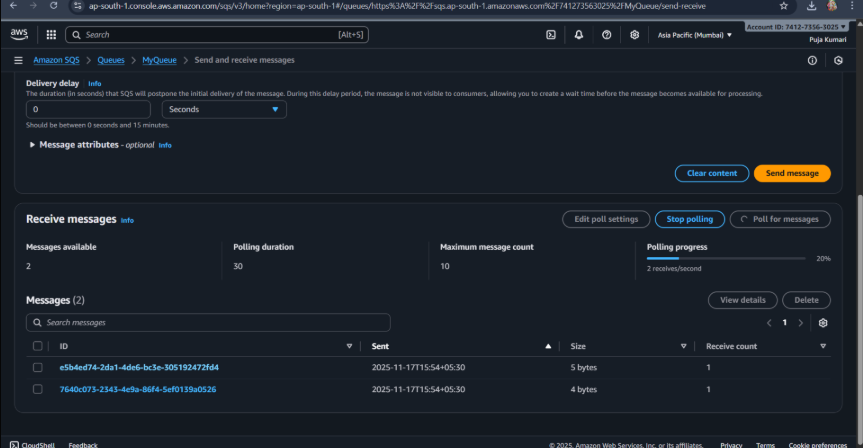 ap-south-1.console.aws.amazon.com/sqs/v3/home?region=ap-south-1#/queues/https%3A%2F%2Fsqs.ap-south-1.amazonaws.com%2F741273563025%2FMyQueue/send-receive
aws
Search
[Alt+S]
Asia Pacific (Mumbai)
Account ID: 7412-7356-3025
Puja Kumari
Amazon SQS
Queues
MyQueue
Send and receive messages
Delivery delay Info
The duration (in seconds) that SQS will postpone the initial delivery of the message. During this delay period, the message is not visible to consumers, allowing you to create a wait time before the message becomes available for processing.
0
Seconds
Should be between 0 seconds and 15 minutes.
Message attributes - optional Info
Clear content
Send message
Receive messages Info
Edit poll settings
Stop polling
Poll for messages
Messages available
2
Polling duration
30
Maximum message count
10
Polling progress
20%
2 receives/second
Messages (2)
View details
Delete
Search messages
1
ID
Sent
Size
Receive count
e5b4ed74-2da1-4de6-bc3e-305192472fd4 2025-11-17T15:54+05:30 5 bytes 1
7640c073-2343-4e9a-86f4-5ef0139a0526 2025-11-17T15:54+05:30 4 bytes 1
CloudShell
Feedback
© 2025, Amazon Web Services, Inc. or its affiliates.
Privacy
Terms
Cookie preferences